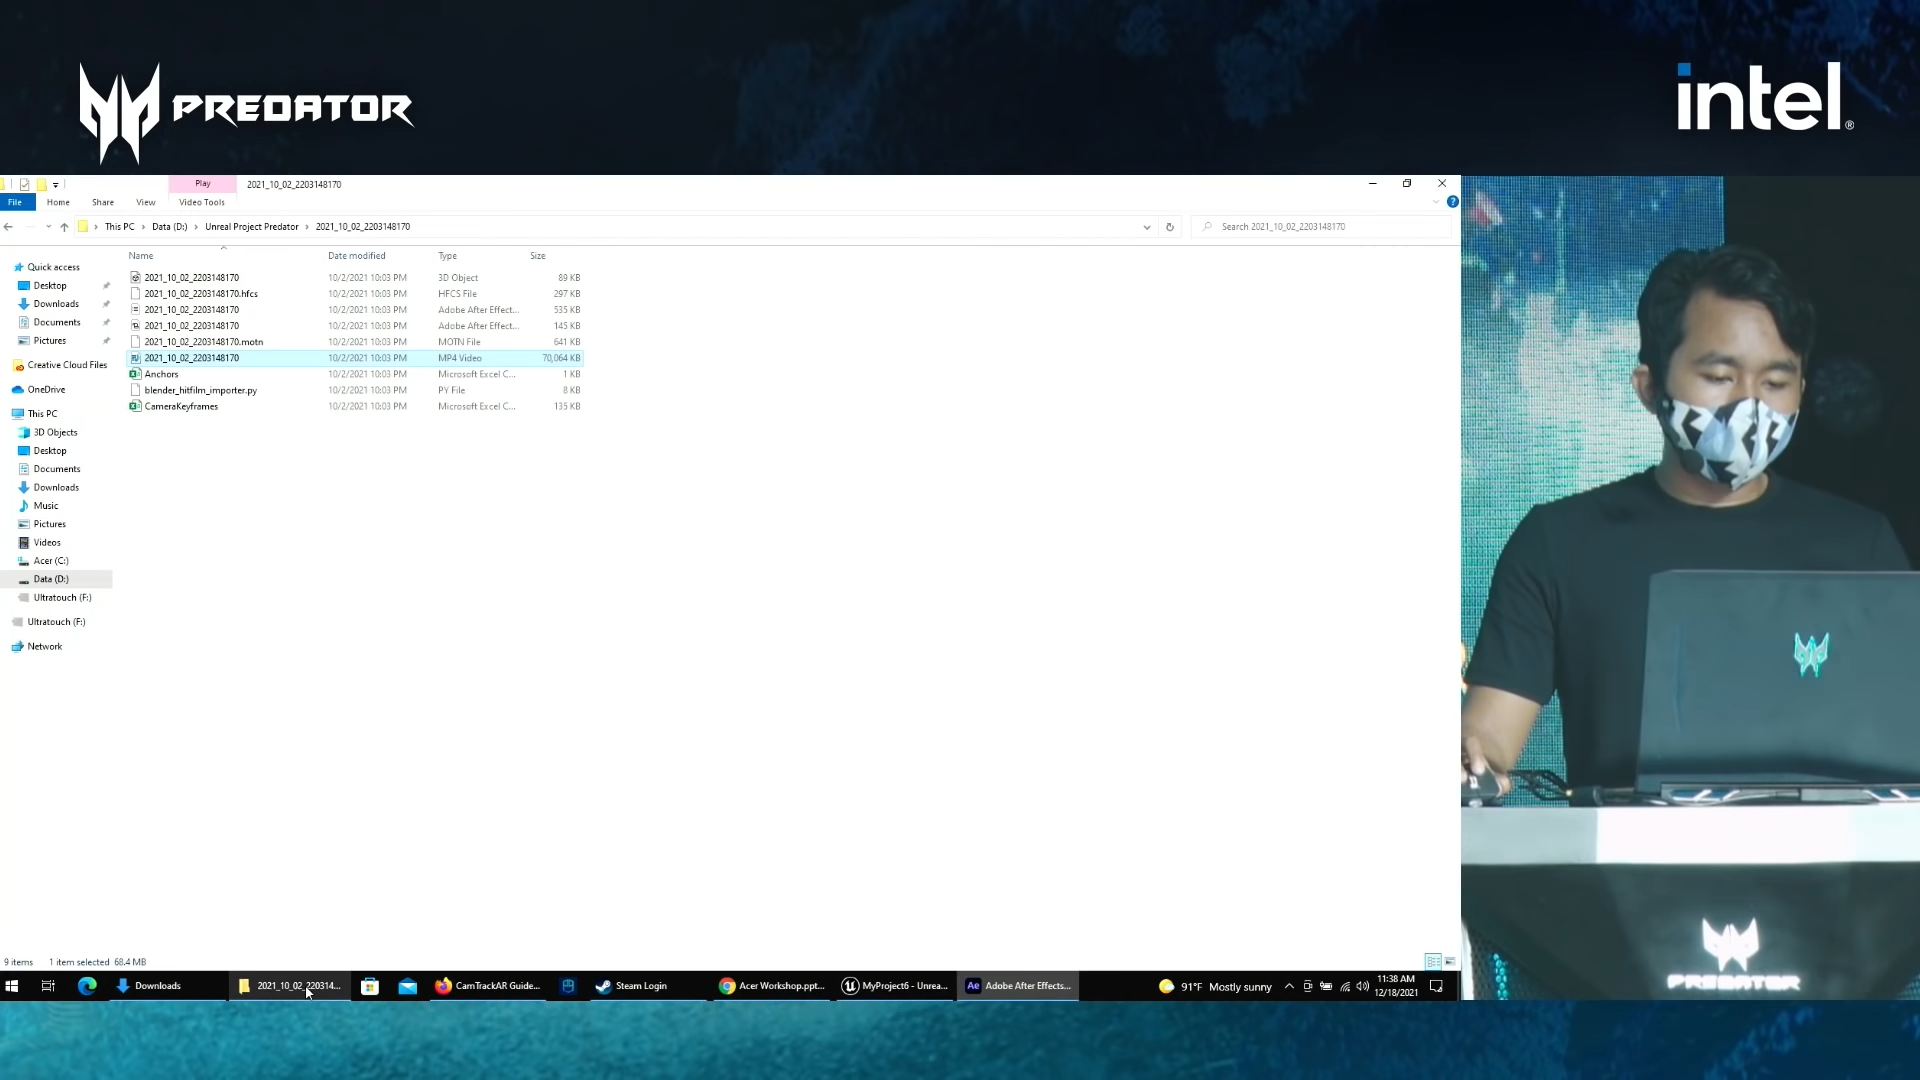 PREDATOR
intel®
Play
2021_10_02_2203148170
File
Home
Share
View
Video Tools
This PC > Data (D:) > Unreal Project Predator > 2021_10_02_2203148170
Search 2021_10_02_2203148170
Name Date modified Type Size
2021_10_02_2203148170 10/2/2021 10:03 PM 3D Object 89 KB
2021_10_02_2203148170.hfcs 10/2/2021 10:03 PM HFCS File 297 KB
2021_10_02_2203148170 10/2/2021 10:03 PM Adobe After Effect... 535 KB
2021_10_02_2203148170 10/2/2021 10:03 PM Adobe After Effect... 145 KB
2021_10_02_2203148170.motn 10/2/2021 10:03 PM MOTN File 641 KB
2021_10_02_2203148170 10/2/2021 10:03 PM MP4 Video 70,064 KB
Anchors 10/2/2021 10:03 PM Microsoft Excel C... 1 KB
blender_hitfilm_importer.py 10/2/2021 10:03 PM PY File 8 KB
CameraKeyframes 10/2/2021 10:03 PM Microsoft Excel C... 135 KB
Quick access
Desktop
Downloads
Documents
Pictures
Creative Cloud Files
OneDrive
This PC
3D Objects
Desktop
Documents
Downloads
Music
Pictures
Videos
Acer (C:)
Data (D:)
Ultratouch (F:)
Ultratouch (F:)
Network
9 items 1 item selected 68.4 MB
Downloads
2021_10_02_220314...
CamTrackAR Guide...
Steam Login
Acer Workshop.ppt...
MyProject6 - Unrea...
Ae Adobe After Effects...
91°F Mostly sunny
11:38 AM
12/18/2021
PREDATOR